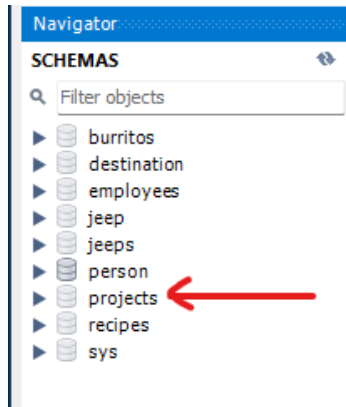 Navigator
SCHEMAS
Filter objects
burritos
destination
employees
jeep
jeeps
person
projects
recipes
sys